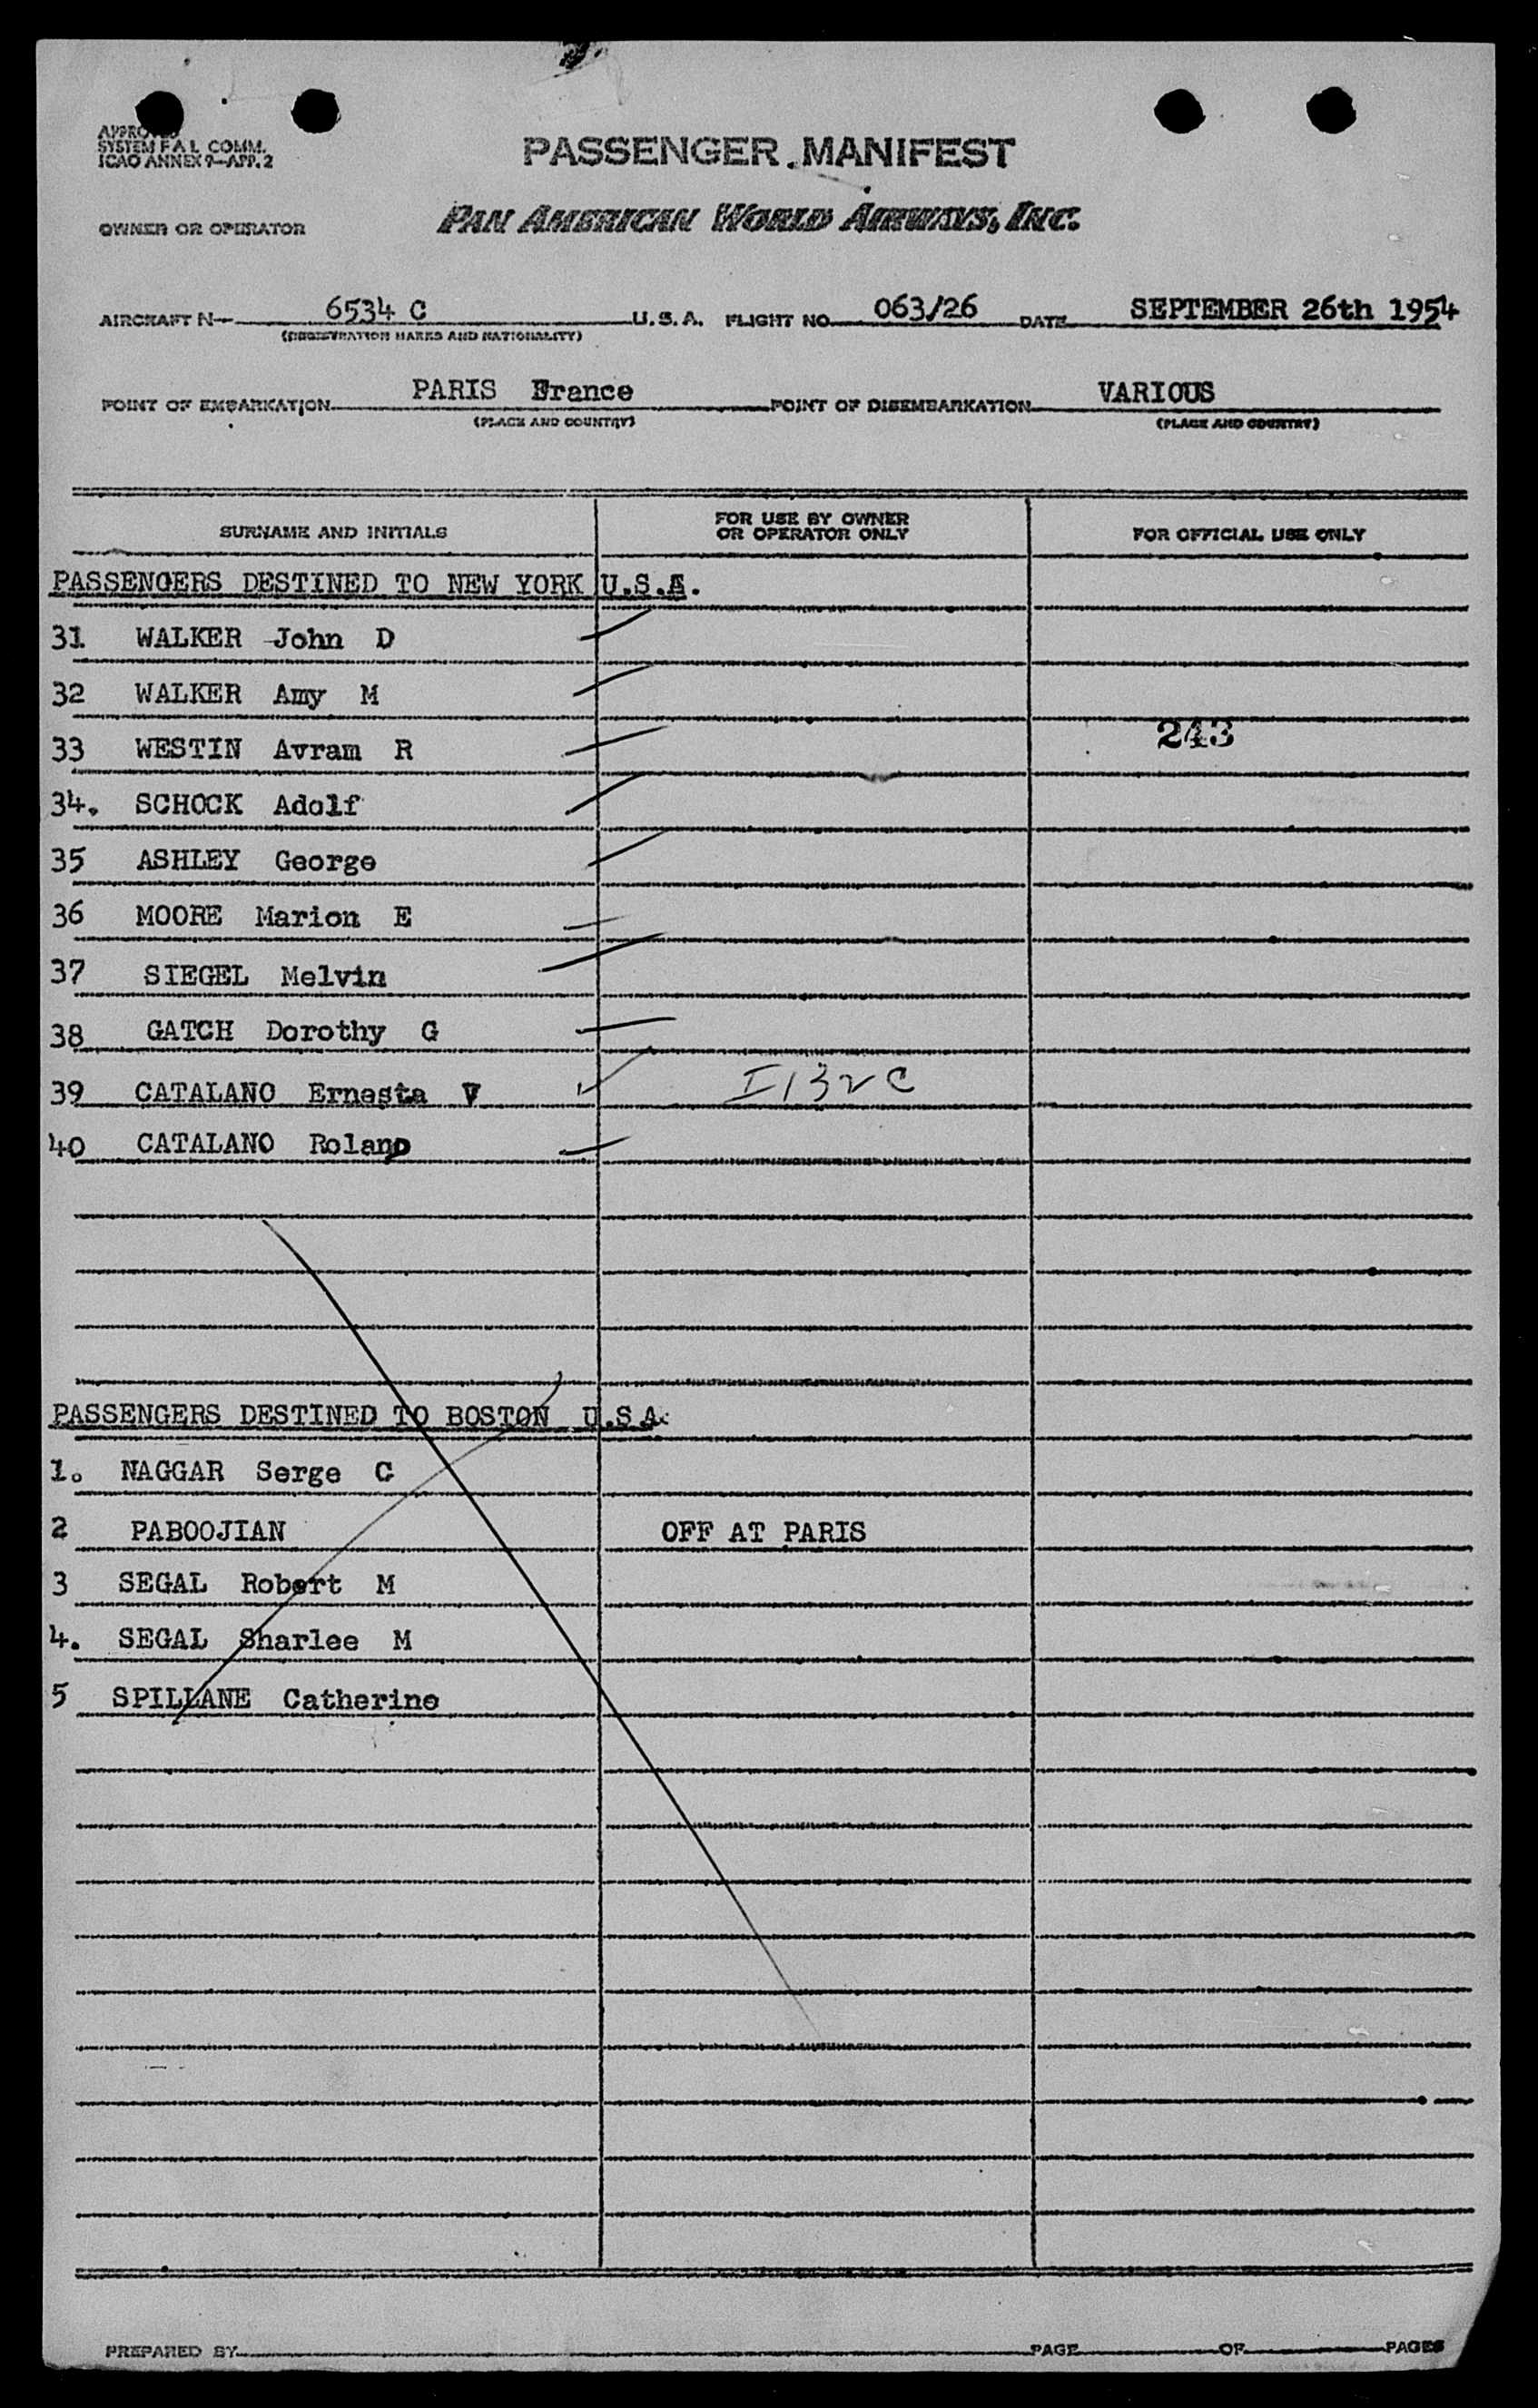 APPROVED
SYSTEM F A L COMM.
ICAO ANNEX 9—APP. 2
PASSENGER MANIFEST
OWNER OR OPERATOR PAN AMERICAN WORLD AIRWAYS, INC.
AIRCRAFT N— 6534 C U.S.A. FLIGHT NO. 063/26 DATE SEPTEMBER 26th 1954
(REGISTRATION MARKS AND NATIONALITY)
POINT OF EMBARKATION PARIS France POINT OF DISEMBARKATION VARIOUS
(PLACE AND COUNTRY) (PLACE AND COUNTRY)
SURNAME AND INITIALS FOR USE BY OWNER OR OPERATOR ONLY FOR OFFICIAL USE ONLY
PASSENGERS DESTINED TO NEW YORK U.S.A.
31 WALKER John D
32 WALKER Amy M
33 WESTIN Avram R 243
34. SCHOCK Adolf
35 ASHLEY George
36 MOORE Marion E
37 SIEGEL Melvin
38 GATCH Dorothy G
39 CATALANO Ernesta V I132C
40 CATALANO Roland
PASSENGERS DESTINED TO BOSTON U.S.A.
1. NAGGAR Serge C
2 PABOOJIAN OFF AT PARIS
3 SEGAL Robert M
4. SEGAL Sharlee M
5 SPILLANE Catherine
PREPARED BY PAGE OF PAGES